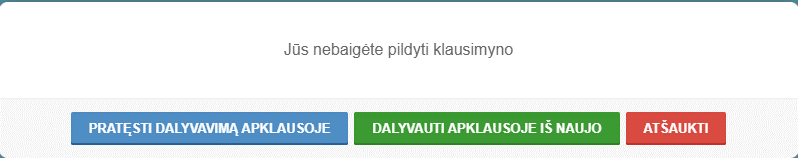 Jūs nebaigėte pildyti klausimyno
PRATĘSTI DALYVAVIMĄ APKLAUSOJE DALYVAUTI APKLAUSOJE IŠ NAUJO ATŠAUKTI